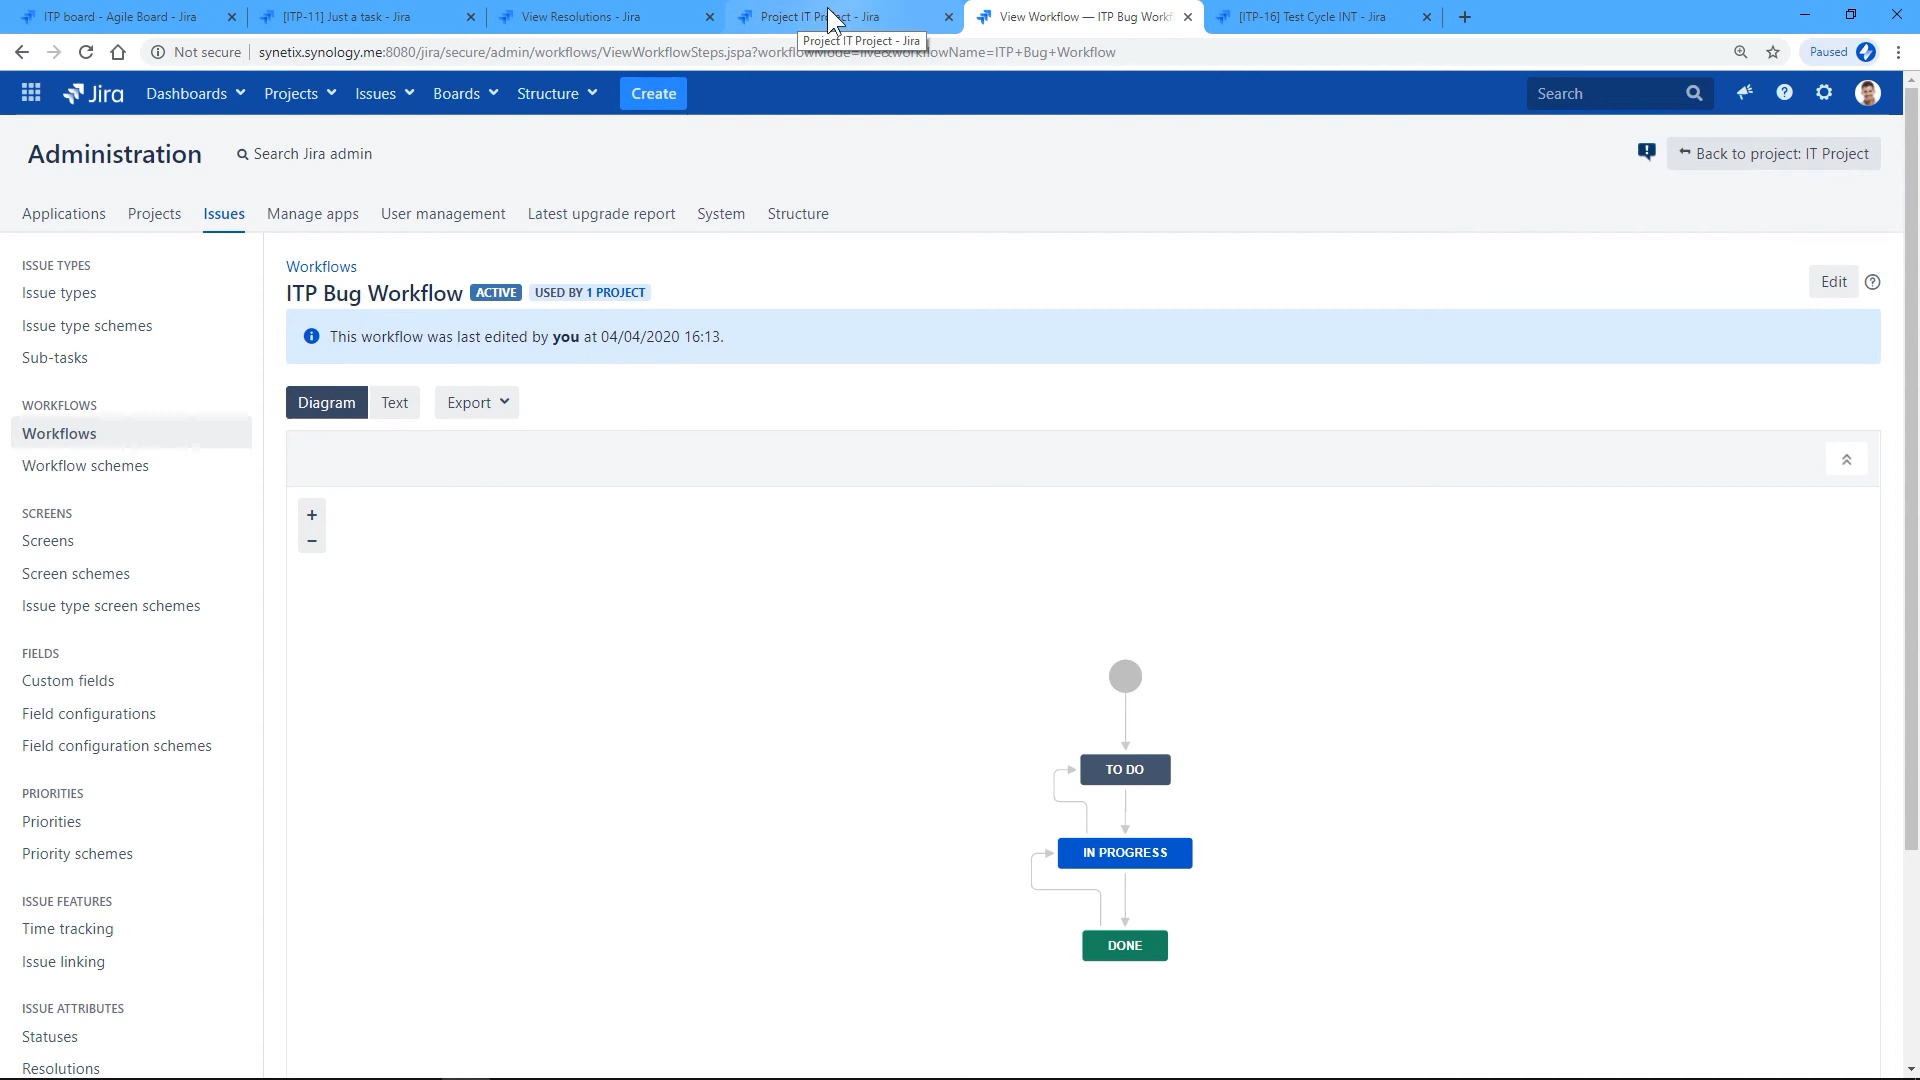 ITP board - Agile Board - Jira
[ITP-11] Just a task - Jira
View Resolutions - Jira
Project IT Project - Jira
View Workflow — ITP Bug Workf
[ITP-16] Test Cycle INT - Jira
Project IT Project - Jira
Not secure
synetix.synology.me:8080/jira/secure/admin/workflows/ViewWorkflowSteps.jspa?workflowMode=live&workflowName=ITP+Bug+Workflow
Paused
Jira
Dashboards
Projects
Issues
Boards
Structure
Create
Search
Administration
Search Jira admin
Back to project: IT Project
Applications
Projects
Issues
Manage apps
User management
Latest upgrade report
System
Structure
ISSUE TYPES
Issue types
Issue type schemes
Sub-tasks
WORKFLOWS
Workflows
Workflow schemes
SCREENS
Screens
Screen schemes
Issue type screen schemes
FIELDS
Custom fields
Field configurations
Field configuration schemes
PRIORITIES
Priorities
Priority schemes
ISSUE FEATURES
Time tracking
Issue linking
ISSUE ATTRIBUTES
Statuses
Resolutions
Workflows
ITP Bug Workflow ACTIVE USED BY 1 PROJECT
Edit
This workflow was last edited by you at 04/04/2020 16:13.
Diagram
Text
Export
+
−
TO DO
IN PROGRESS
DONE